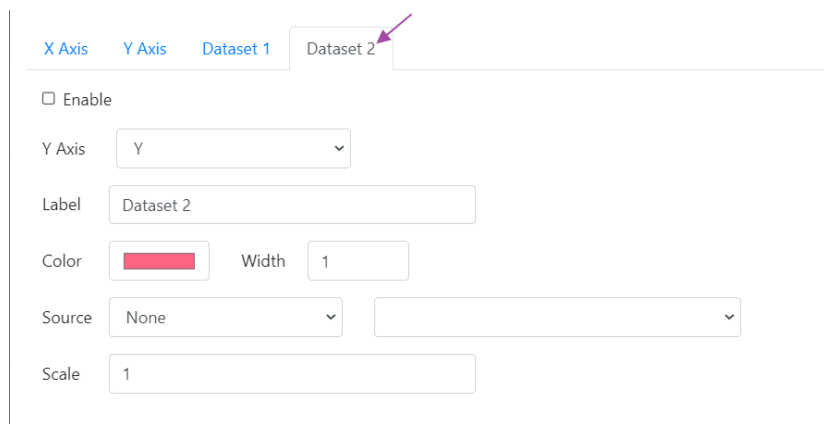 X Axis Y Axis Dataset 1 Dataset 2
Enable
Y Axis Y
Label Dataset 2
Color Width 1
Source None
Scale 1